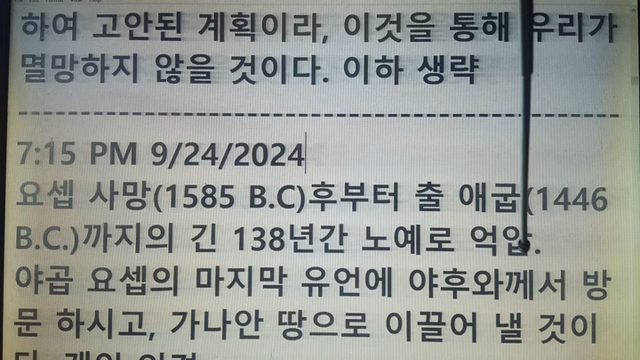 하여 고안된 계획이라, 이것을 통해 우리가
멸망하지 않을 것이다. 이하 생략
--------------------------------------------
7:15 PM 9/24/2024
요셉 사망(1585 B.C)후부터 출 애굽(1446
B.C.)까지의 긴 138년간 노예로 억압.
야곱 요셉의 마지막 유언에 야후와께서 방
문 하시고, 가나안 땅으로 이끌어 낼 것이